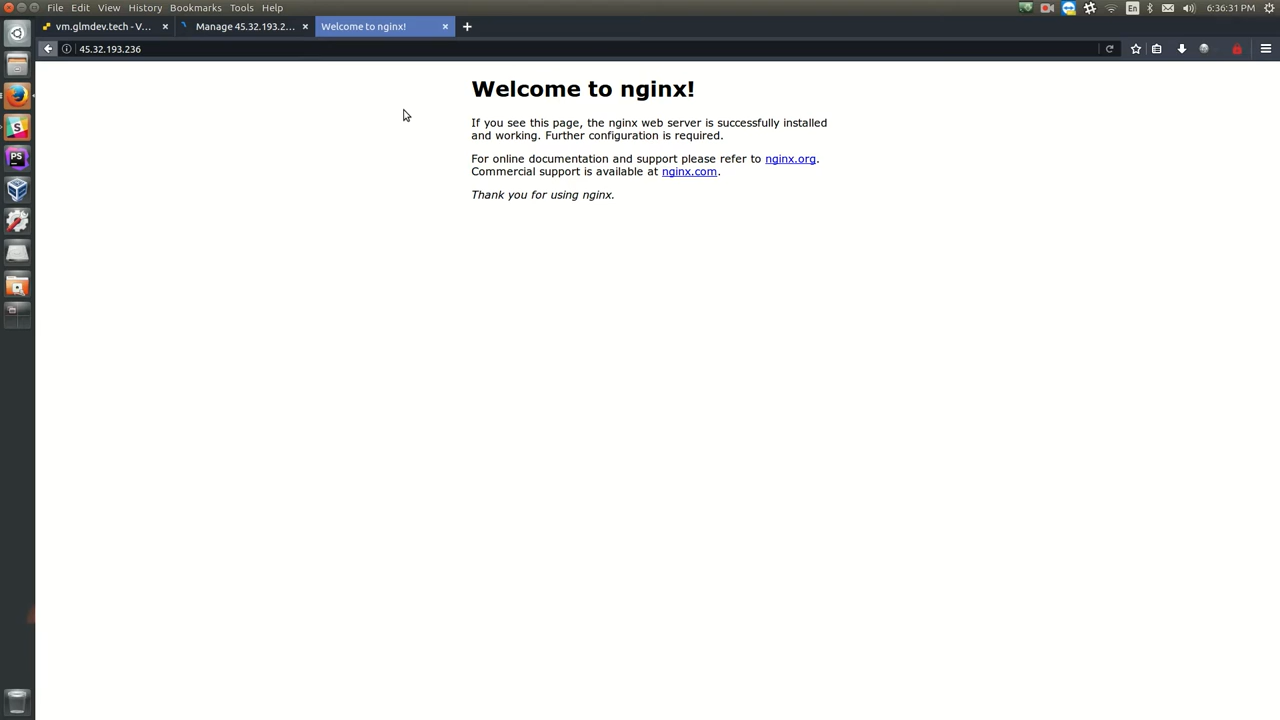 File Edit View History Bookmarks Tools Help
En
6:36:31 PM
vm.glmdev.tech - V...
Manage 45.32.193.2...
Welcome to nginx!
45.32.193.236
PS
Welcome to nginx!
If you see this page, the nginx web server is successfully installed
and working. Further configuration is required.
For online documentation and support please refer to nginx.org.
Commercial support is available at nginx.com.
Thank you for using nginx.